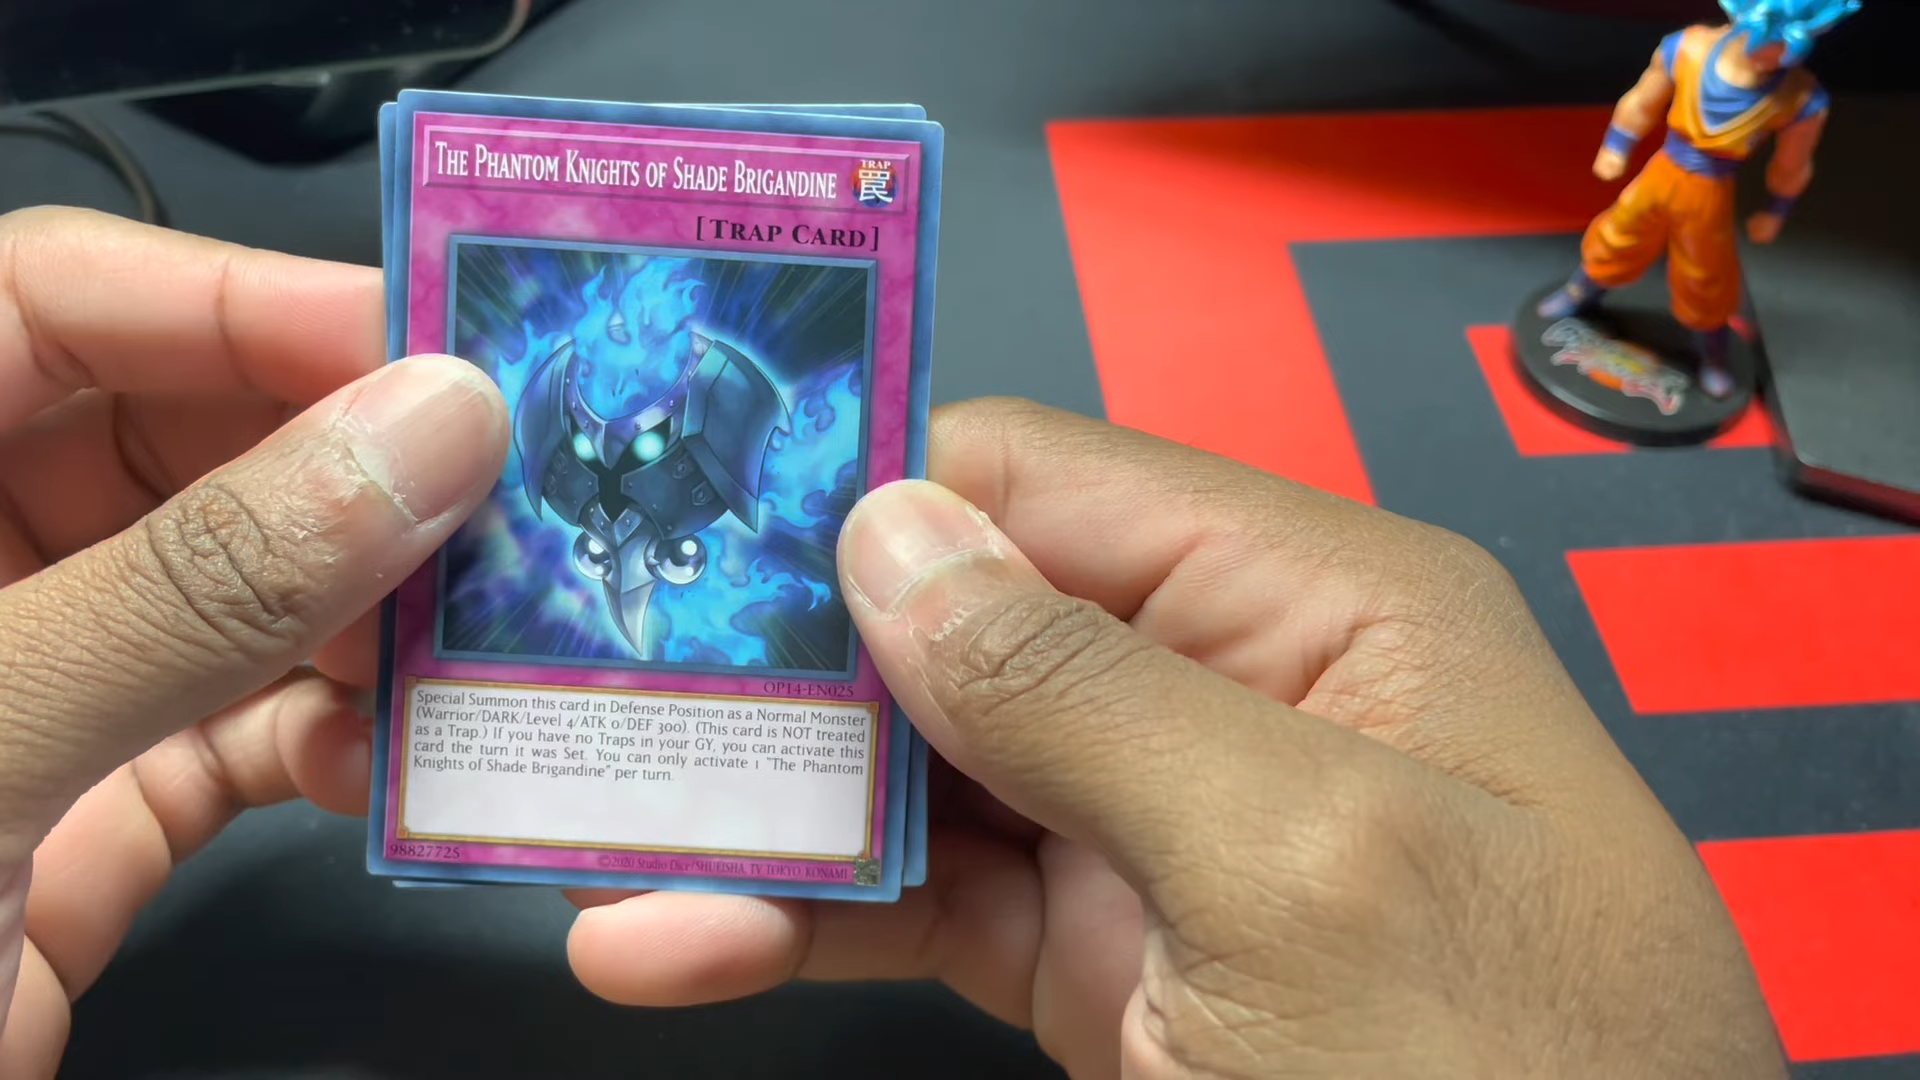 THE PHANTOM KNIGHTS OF SHADE BRIGANDINE
TRAP
罠
[TRAP CARD]
OP14-EN025
Special Summon this card in Defense Position as a Normal Monster
(Warrior/DARK/Level 4/ATK 0/DEF 300). (This card is NOT treated
as a Trap.) If you have no Traps in your GY, you can activate this
card the turn it was Set. You can only activate 1 "The Phantom
Knights of Shade Brigandine" per turn.
98827725
©2020 Studio Dice/SHUEISHA, TV TOKYO, KONAMI